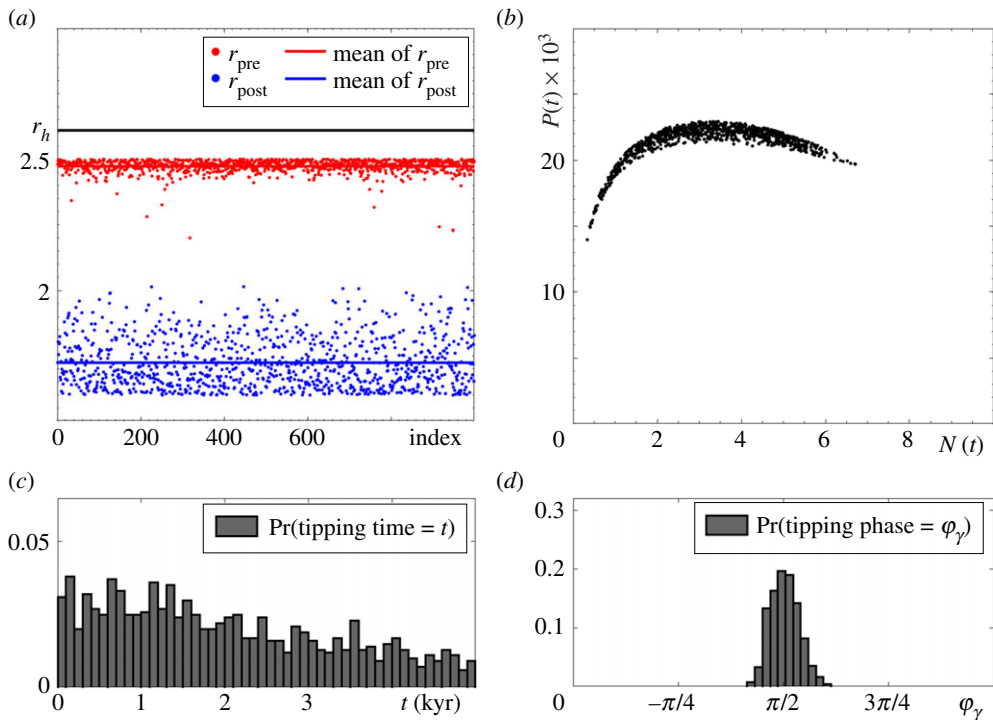 (a)
r_pre mean of r_pre
r_post mean of r_post
r_h
2.5
2
0 200 400 600 index
(b)
P(t) × 10³
20
10
0 2 4 6 8 N (t)
(c)
Pr(tipping time = t)
0.05
0
0 1 2 3 t (kyr)
(d)
Pr(tipping phase = φ_γ)
0.3
0.2
0.1
0 –π/4 π/2 3π/4 φ_γ